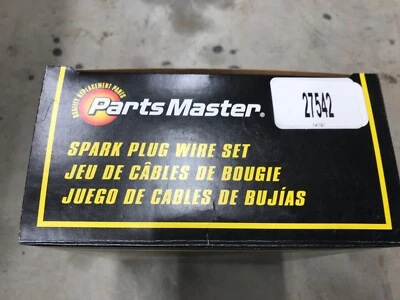 QUALITY REPLACEMENT PARTS
PartsMaster®
27542
SPARK PLUG WIRE SET
JEU DE CÂBLES DE BOUGIE
JUEGO DE CABLES DE BUJÍAS